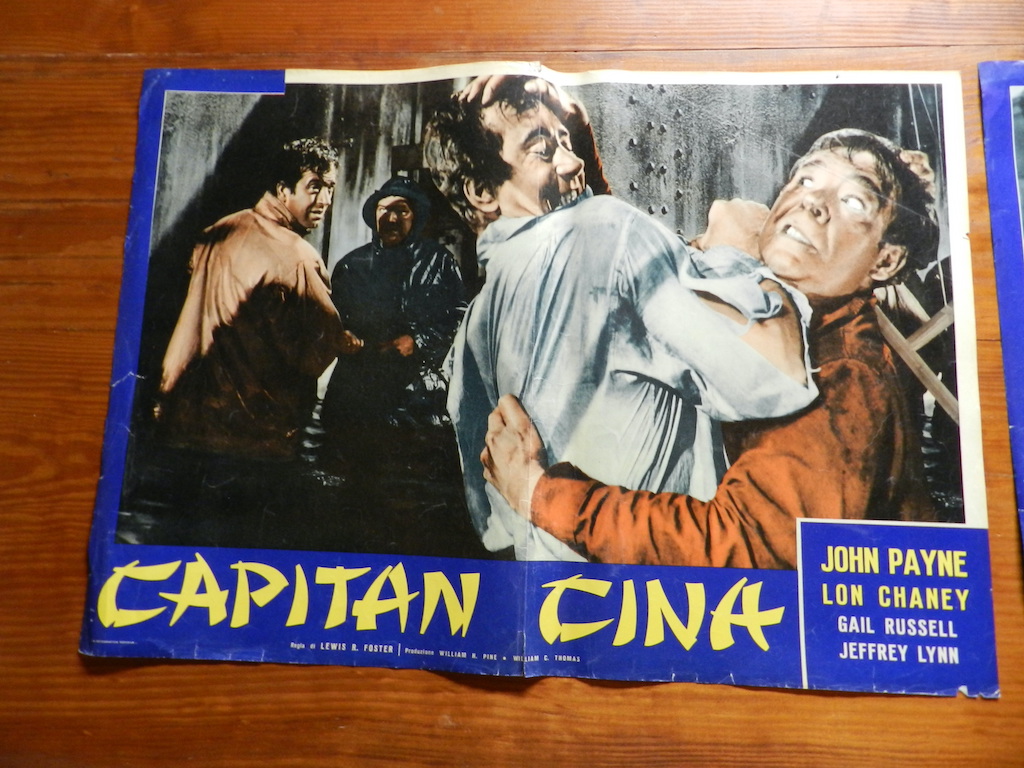 CAPITAN CINA
Regia di LEWIS R. FOSTER | Produzione WILLIAM H. PINE ★ WILLIAM C. THOMAS
JOHN PAYNE
LON CHANEY
GAIL RUSSELL
JEFFREY LYNN